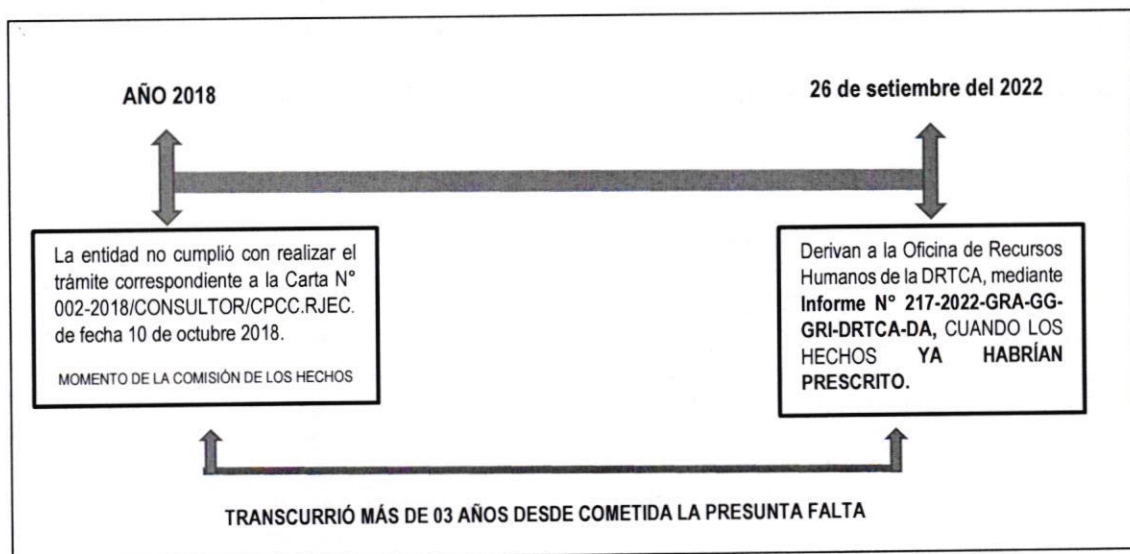 AÑO 2018
26 de setiembre del 2022
La entidad no cumplió con realizar el
trámite correspondiente a la Carta N°
002-2018/CONSULTOR/CPCC.RJEC.
de fecha 10 de octubre 2018.
MOMENTO DE LA COMISIÓN DE LOS HECHOS
Derivan a la Oficina de Recursos
Humanos de la DRTCA, mediante
Informe N° 217-2022-GRA-GG-
GRI-DRTCA-DA, CUANDO LOS
HECHOS YA HABRÍAN
PRESCRITO.
TRANSCURRIÓ MÁS DE 03 AÑOS DESDE COMETIDA LA PRESUNTA FALTA